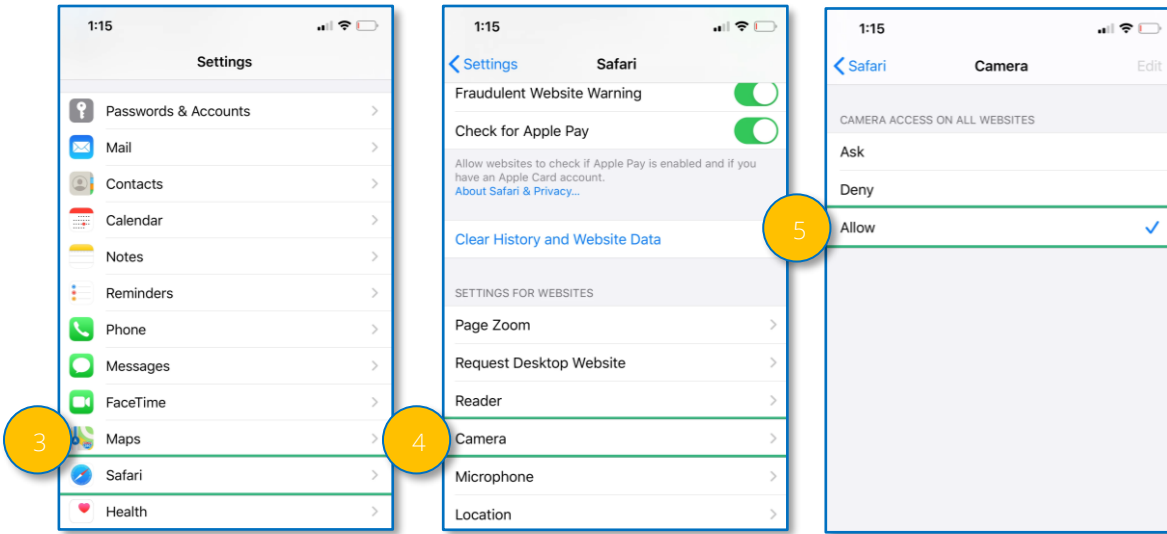 1:15
Settings
Passwords & Accounts
Mail
Contacts
Calendar
Notes
Reminders
Phone
Messages
FaceTime
3
Maps
Safari
Health
1:15
Settings
Safari
Fraudulent Website Warning
Check for Apple Pay
Allow websites to check if Apple Pay is enabled and if you
have an Apple Card account.
About Safari & Privacy...
Clear History and Website Data
SETTINGS FOR WEBSITES
Page Zoom
Request Desktop Website
Reader
4
Camera
Microphone
Location
1:15
Safari
Camera
Edit
CAMERA ACCESS ON ALL WEBSITES
Ask
Deny
5
Allow